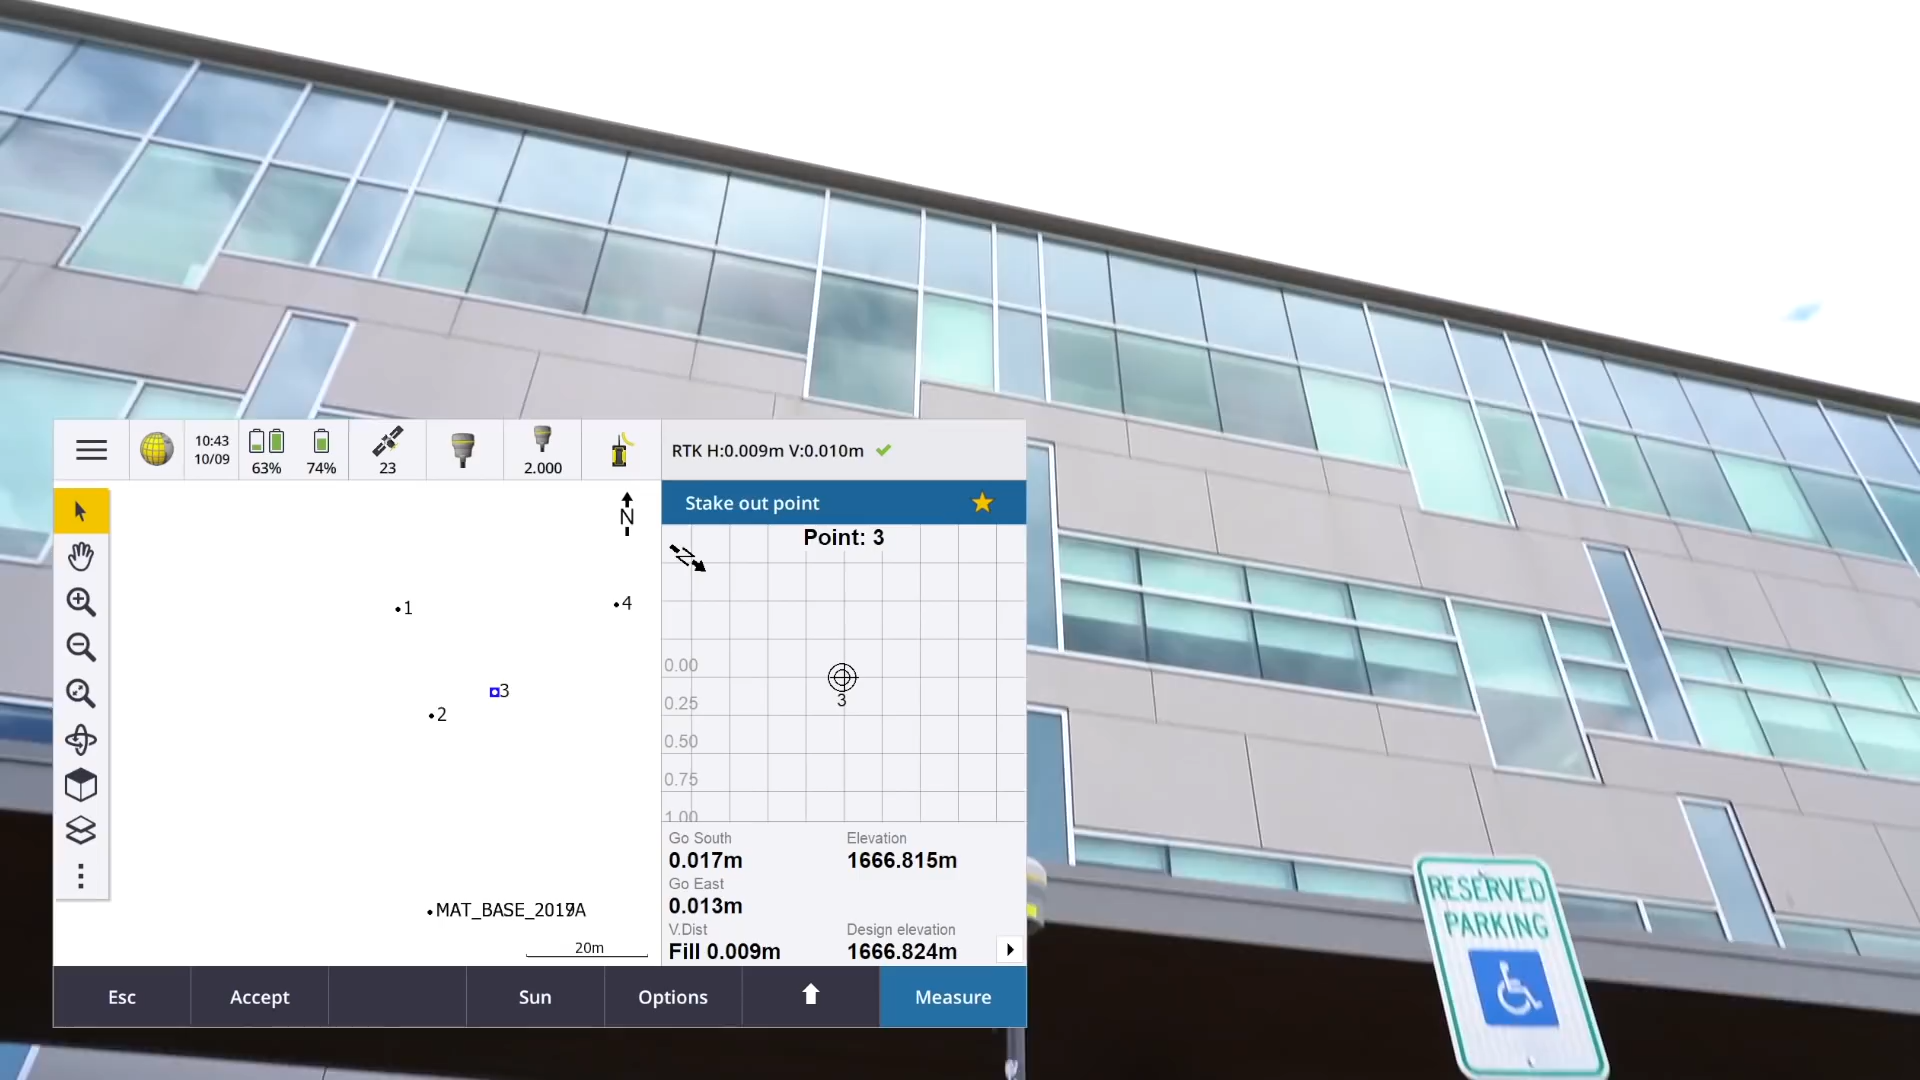 10:43
10/09
63%
74%
23
2.000
RTK H:0.009m V:0.010m
Stake out point
N
1
4
3
2
MAT_BASE_2019A
20m
Point: 3
N
0.00
0.25
0.50
0.75
1.00
3
Go South
0.017m
Elevation
1666.815m
Go East
0.013m
V.Dist
Fill 0.009m
Design elevation
1666.824m
Esc
Accept
Sun
Options
Measure
RESERVED
PARKING